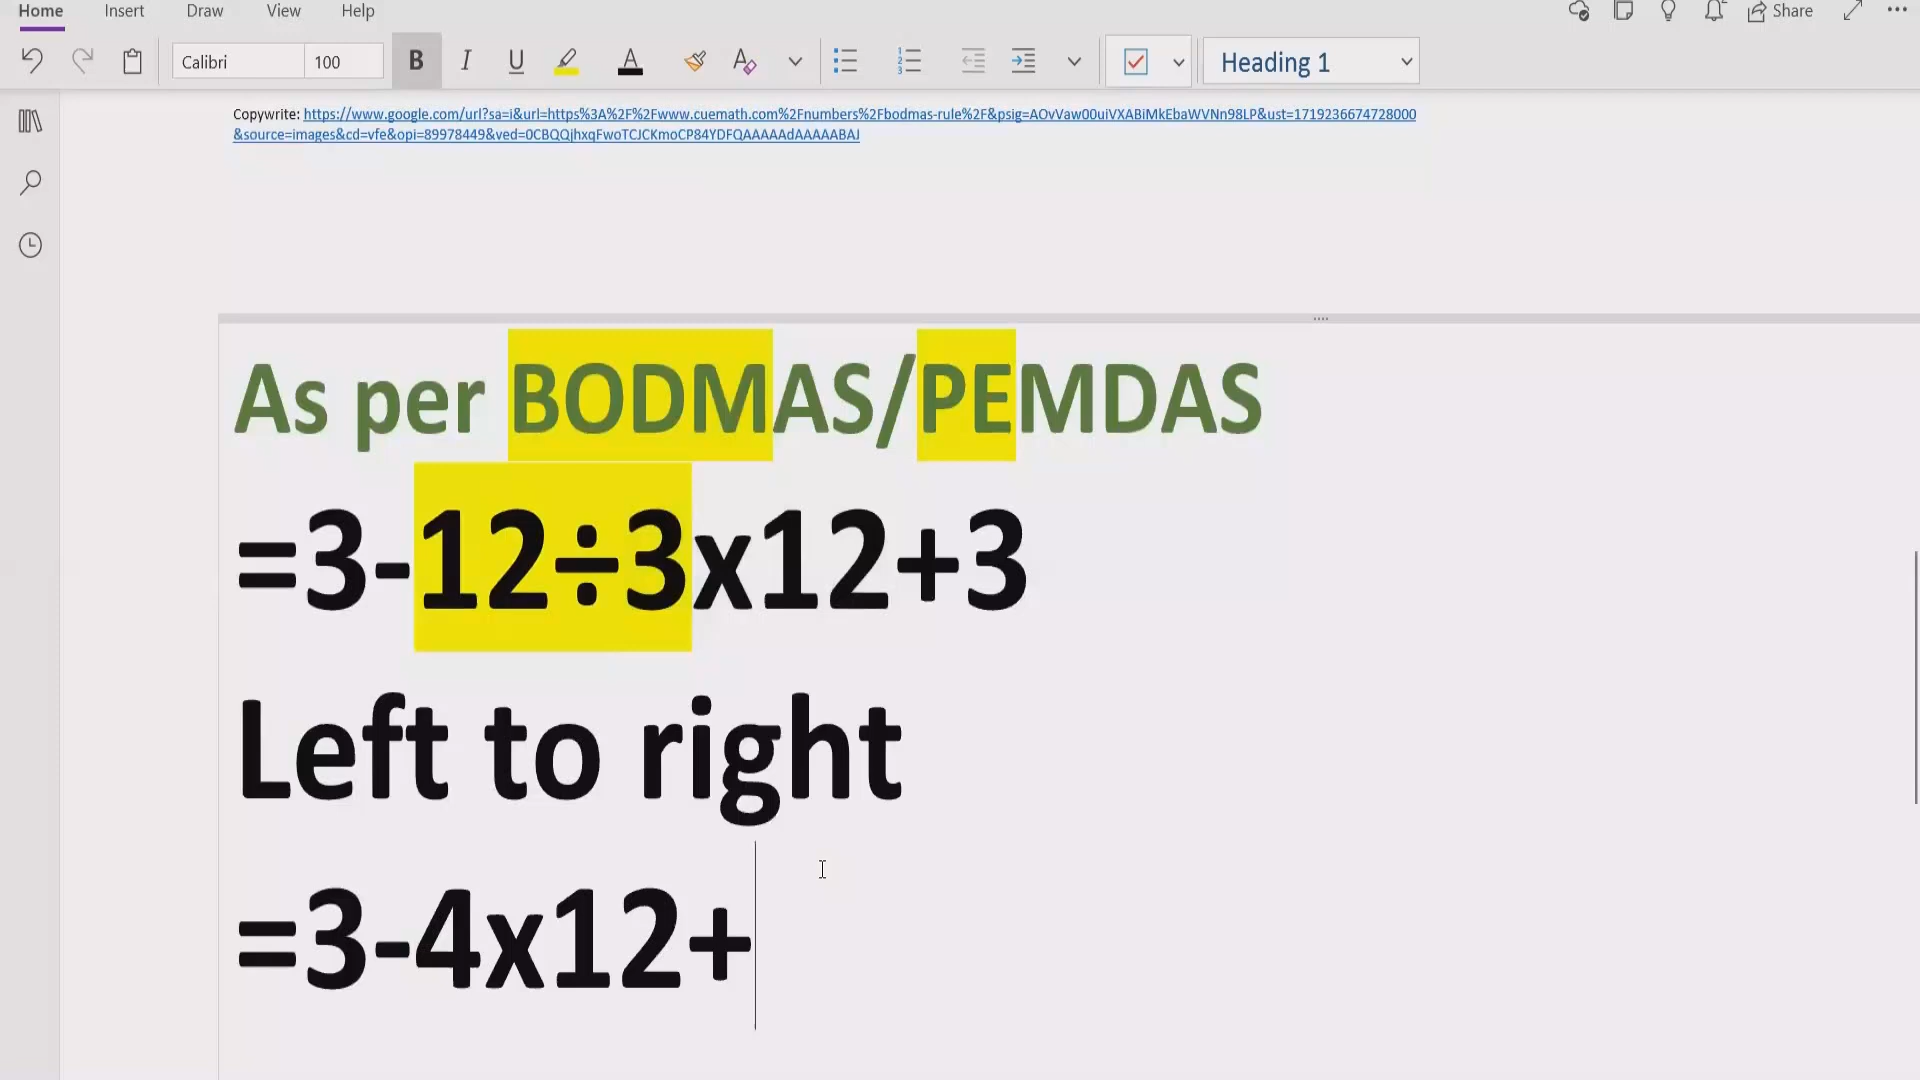 Home Insert Draw View Help Share
Calibri 100 B I U A Heading 1
Copywrite: https://www.google.com/url?sa=i&url=https%3A%2F%2Fwww.cuemath.com%2Fnumbers%2Fbodmas-rule%2F&psig=AOvVaw00uiVXABiMkEbaWVNn98LP&ust=1719236674728000
&source=images&cd=vfe&opi=89978449&ved=0CBQQjhxqFwoTCJCKmoCP84YDFQAAAAAdAAAAABAJ
As per BODMAS/PEMDAS
=3-12÷3x12+3
Left to right
=3-4x12+